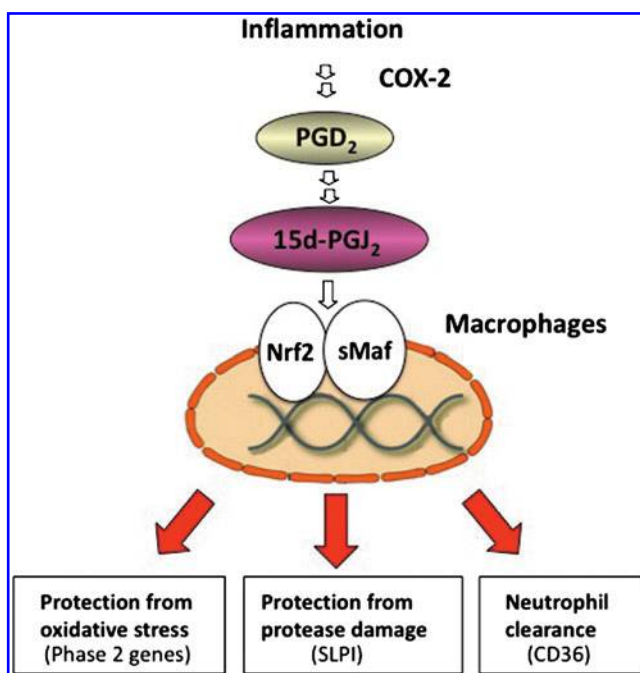 Inflammation
COX-2
PGD₂
15d-PGJ₂
Macrophages
Nrf2
sMaf
Protection from
oxidative stress
(Phase 2 genes)
Protection from
protease damage
(SLPI)
Neutrophil
clearance
(CD36)